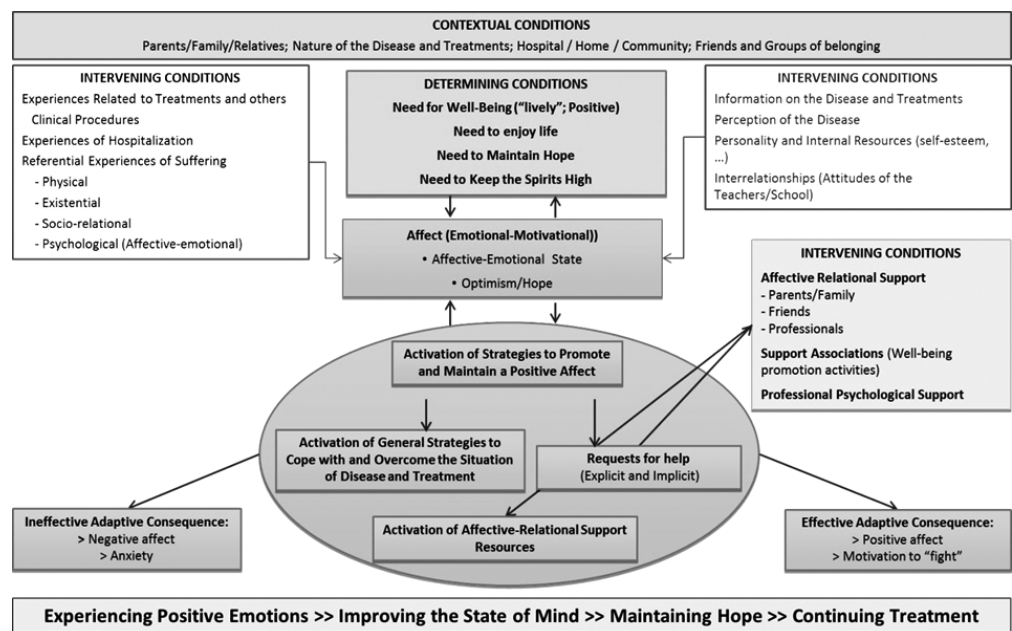 CONTEXTUAL CONDITIONS
Parents/Family/Relatives; Nature of the Disease and Treatments; Hospital / Home / Community; Friends and Groups of belonging
INTERVENING CONDITIONS
Experiences Related to Treatments and others
Clinical Procedures
Experiences of Hospitalization
Referential Experiences of Suffering
- Physical
- Existential
- Socio-relational
- Psychological (Affective-emotional)
DETERMINING CONDITIONS
Need for Well-Being (“lively”; Positive)
Need to enjoy life
Need to Maintain Hope
Need to Keep the Spirits High
INTERVENING CONDITIONS
Information on the Disease and Treatments
Perception of the Disease
Personality and Internal Resources (self-esteem,
...)
Interrelationships (Attitudes of the
Teachers/School)
Affect (Emotional-Motivational))
• Affective-Emotional State
• Optimism/Hope
INTERVENING CONDITIONS
Affective Relational Support
- Parents/Family
- Friends
- Professionals
Support Associations (Well-being
promotion activities)
Professional Psychological Support
Activation of Strategies to Promote
and Maintain a Positive Affect
Activation of General Strategies to
Cope with and Overcome the Situation
of Disease and Treatment
Requests for help
(Explicit and Implicit)
Activation of Affective-Relational Support
Resources
Ineffective Adaptive Consequence:
> Negative affect
> Anxiety
Effective Adaptive Consequence:
> Positive affect
> Motivation to “fight”
Experiencing Positive Emotions >> Improving the State of Mind >> Maintaining Hope >> Continuing Treatment